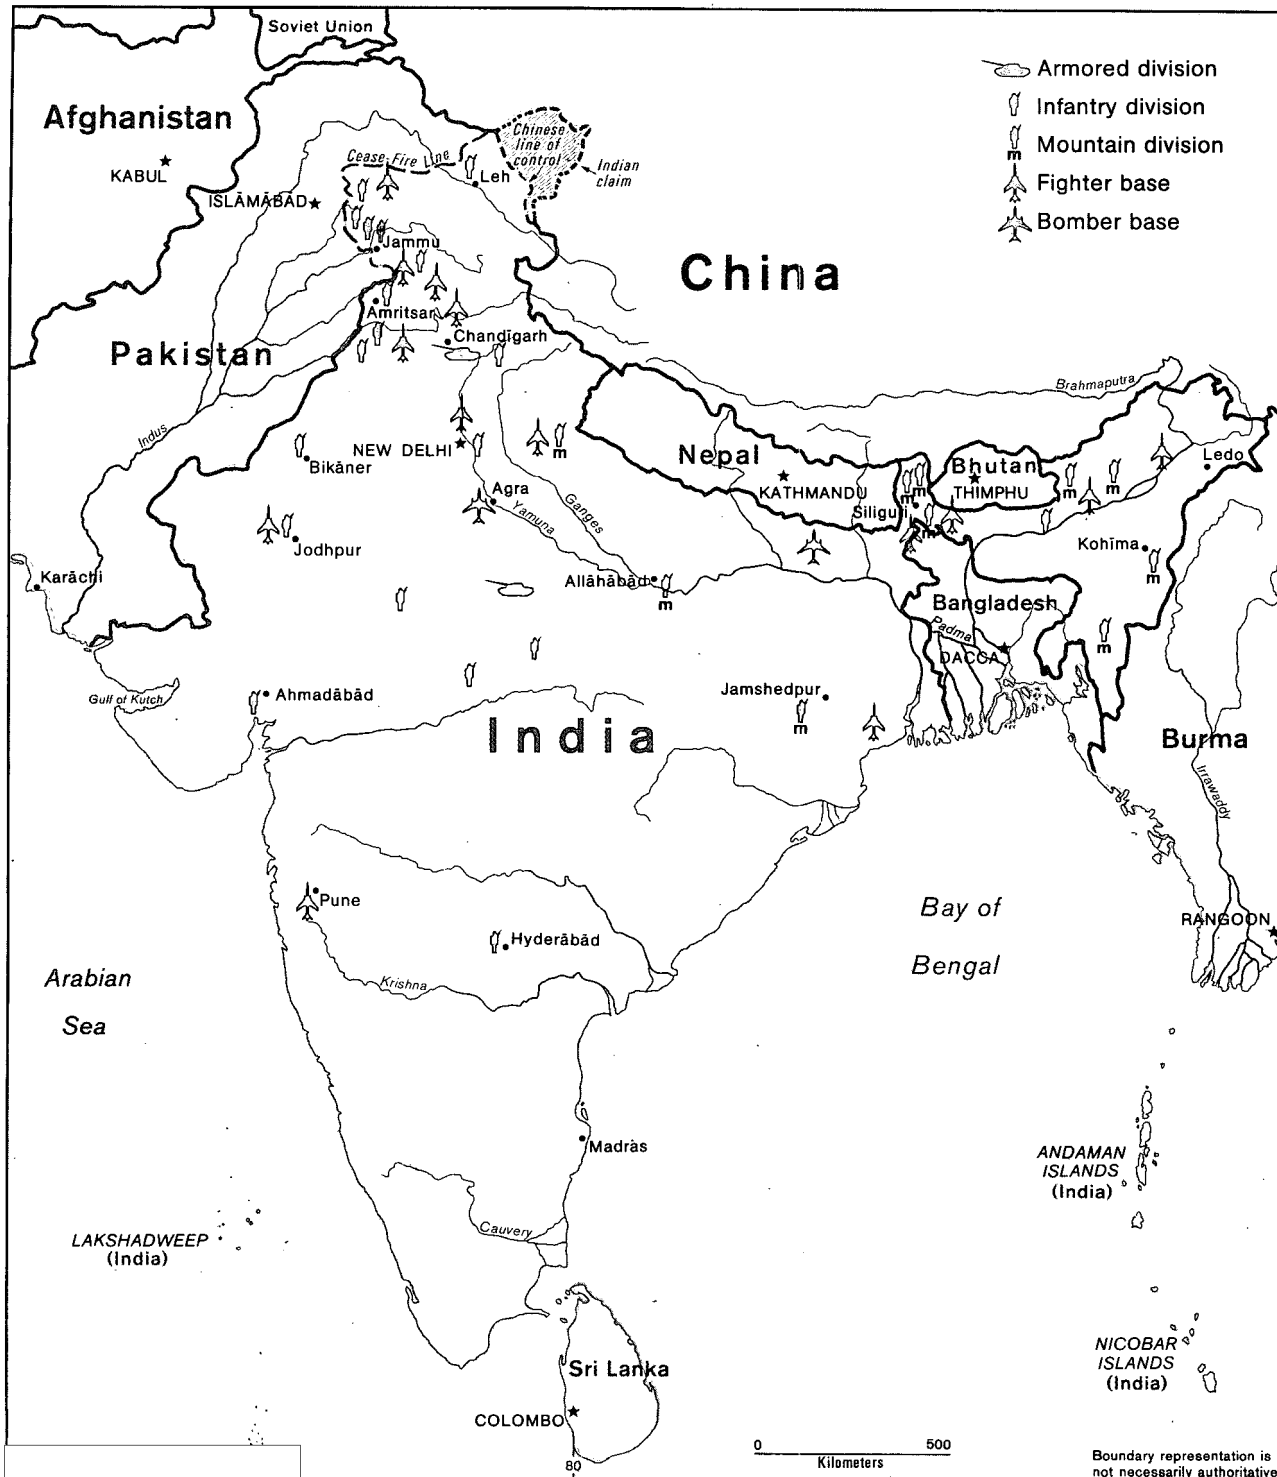 Soviet Union
Armored division
Infantry division
Mountain division
m
Fighter base
Bomber base
Afghanistan
KABUL
ISLĀMĀBĀD
Cease-Fire Line
Chinese
line of
control
Indian
claim
Leh
Jammu
China
Amritsar
Chandīgarh
Pakistan
Brahmaputra
Indus
NEW DELHI
Bikāner
m
Nepal
KATHMANDU
Bhutan
THIMPHU
Ledo
m
m
m
m
Agra
Yamuna
Ganges
Siliguri
m
Jodhpur
Kohīma
m
Karāchi
Allāhābād
m
Bangladesh
Padma
DACCA
m
Gulf of Kutch
Ahmadābād
Jamshedpur
m
India
Burma
Irrawaddy
Pune
Hyderābād
Krishna
Bay of
Bengal
RANGOON
Arabian
Sea
Madras
ANDAMAN
ISLANDS
(India)
LAKSHADWEEP
(India)
Cauvery
NICOBAR
ISLANDS
(India)
Sri Lanka
COLOMBO
0 500
Kilometers
80
Boundary representation is
not necessarily authoritative